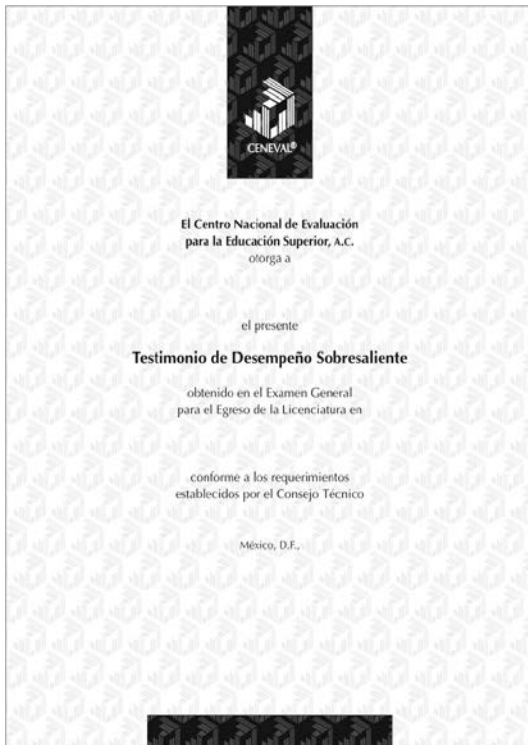 CENEVAL®
El Centro Nacional de Evaluación
para la Educación Superior, A.C.
otorga a
el presente
Testimonio de Desempeño Sobresaliente
obtenido en el Examen General
para el Egreso de la Licenciatura en
conforme a los requerimientos
establecidos por el Consejo Técnico
México, D.F.,